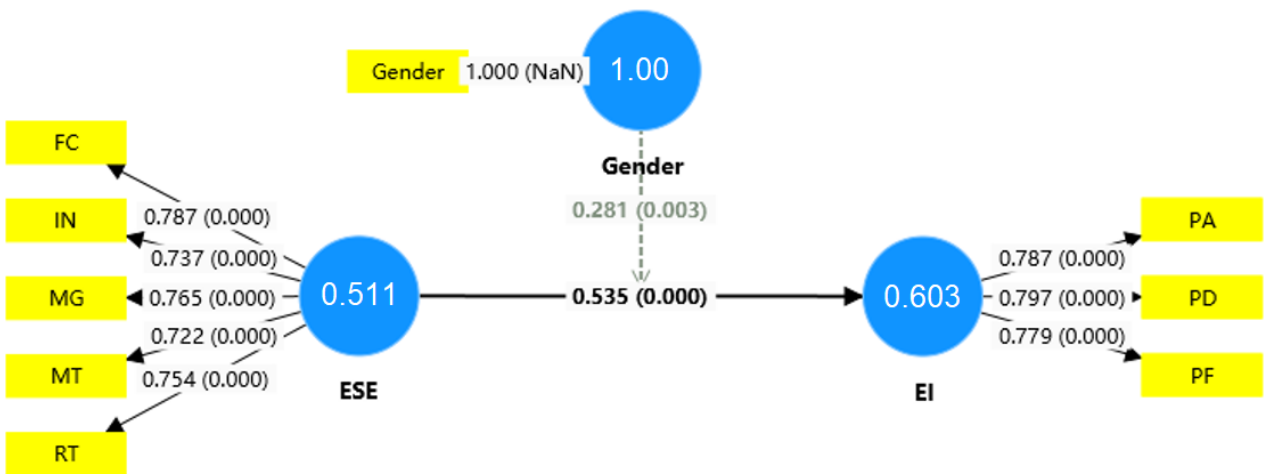 Gender 1.000 (NaN) 1.00
Gender
0.281 (0.003)
FC
0.787 (0.000)
IN
0.737 (0.000)
MG
0.765 (0.000)
MT
0.722 (0.000)
RT
0.754 (0.000)
0.511
ESE
0.535 (0.000)
0.603
EI
0.787 (0.000)
PA
0.797 (0.000)
PD
0.779 (0.000)
PF